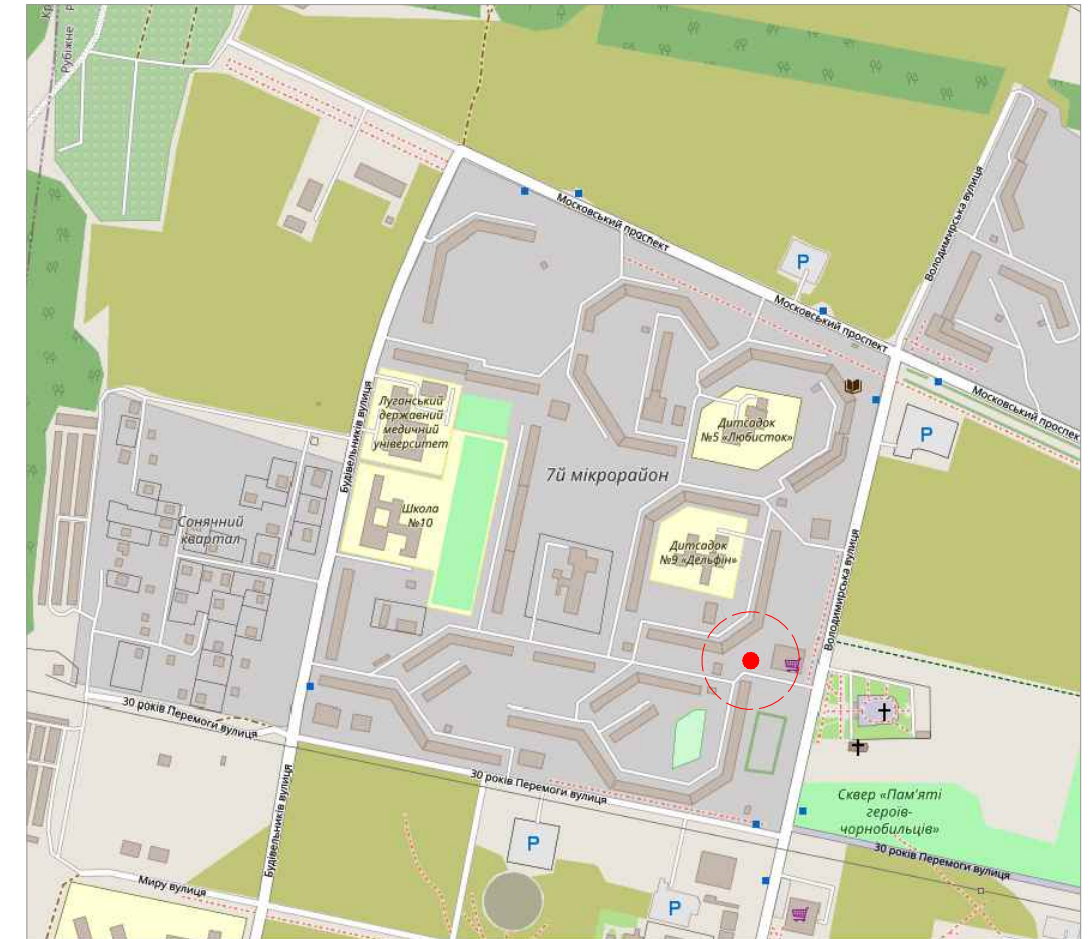 Рубіжне
Московський проспект
Володимирська вулиця
P
Московський проспект
Московський проспек
Луганський
державний
медичний
університет
Будівельників вулиця
Дитсадок
№5 «Любисток»
P
7й мікрорайон
Школа
№10
Сонячний
квартал
Дитсадок
№9 «Дельфін»
Володимирська вулиця
30 років Перемоги вулиця
30 років Перемоги вулиця
Будівельників вулиця
Сквер «Пам'яті
героїв-
чорнобильців»
P
30 років Перемоги вулиця
Миру вулиця
P